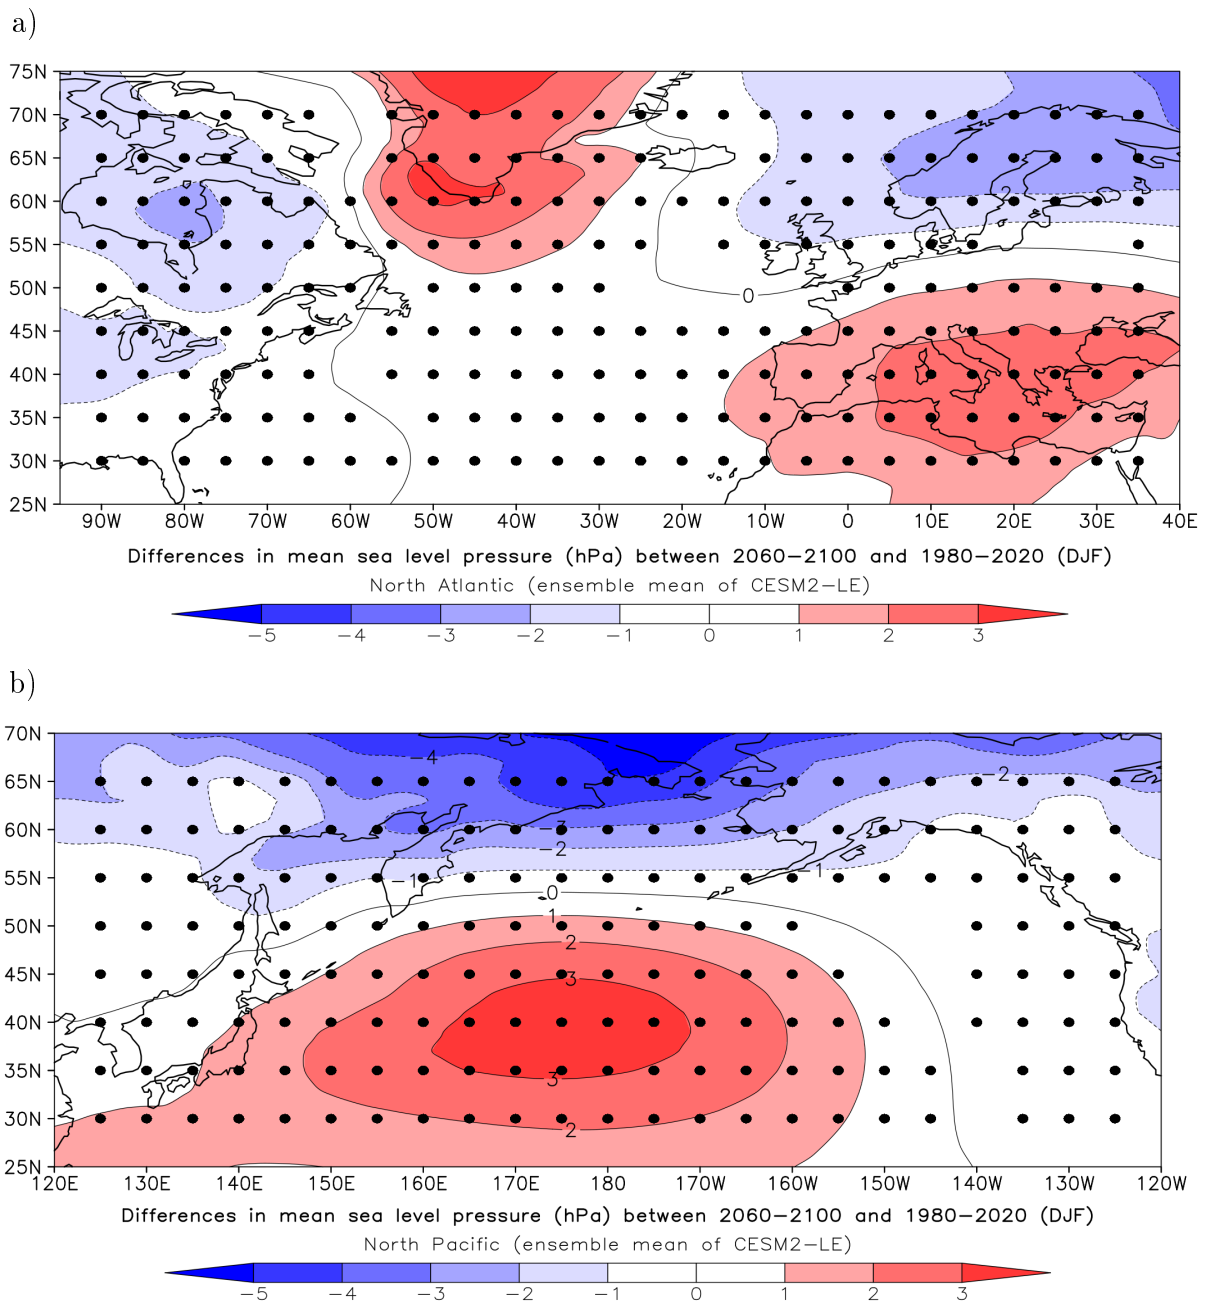 a)
75N
70N
65N
60N
55N
50N
45N
40N
35N
30N
25N
2
0
90W 80W 70W 60W 50W 40W 30W 20W 10W 0 10E 20E 30E 40E
Differences in mean sea level pressure (hPa) between 2060−2100 and 1980−2020 (DJF)
North Atlantic (ensemble mean of CESM2−LE)
−5 −4 −3 −2 −1 0 1 2 3
b)
70N
−4
65N
−2
60N
−3
−2
55N
−1 −1
0
1
50N
2
45N
3
40N
35N
3
30N
2
25N
120E 130E 140E 150E 160E 170E 180 170W 160W 150W 140W 130W 120W
Differences in mean sea level pressure (hPa) between 2060−2100 and 1980−2020 (DJF)
North Pacific (ensemble mean of CESM2−LE)
−5 −4 −3 −2 −1 0 1 2 3